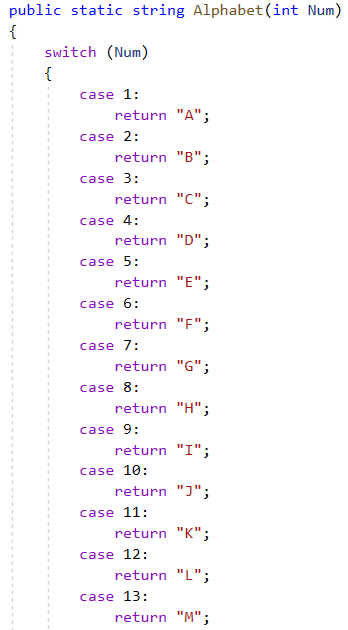 public static string Alphabet(int Num)
{
switch (Num)
{
case 1:
return "A";
case 2:
return "B";
case 3:
return "C";
case 4:
return "D";
case 5:
return "E";
case 6:
return "F";
case 7:
return "G";
case 8:
return "H";
case 9:
return "I";
case 10:
return "J";
case 11:
return "K";
case 12:
return "L";
case 13:
return "M";